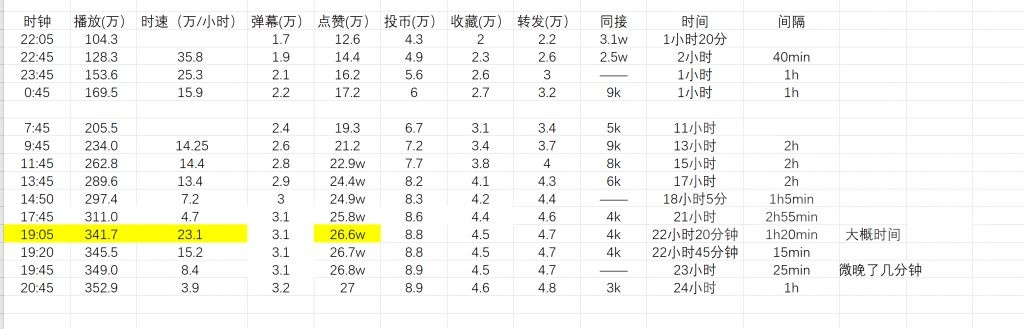 时钟 播放(万) 时速（万/小时) 弹幕(万) 点赞(万) 投币(万) 收藏(万) 转发(万) 同接 时间 间隔
22:05 104.3 1.7 12.6 4.3 2 2.2 3.1w 1小时20分
22:45 128.3 35.8 1.9 14.4 4.9 2.3 2.6 2.5w 2小时 40min
23:45 153.6 25.3 2.1 16.2 5.6 2.6 3 —— 1小时 1h
0:45 169.5 15.9 2.2 17.2 6 2.7 3.2 9k 1小时 1h
7:45 205.5 2.4 19.3 6.7 3.1 3.4 5k 11小时
9:45 234.0 14.25 2.6 21.2 7.2 3.4 3.7 9k 13小时 2h
11:45 262.8 14.4 2.8 22.9w 7.7 3.8 4 8k 15小时 2h
13:45 289.6 13.4 2.9 24.4w 8.2 4.1 4.3 6k 17小时 2h
14:50 297.4 7.2 3 24.9w 8.3 4.2 4.4 —— 18小时5分 1h5min
17:45 311.0 4.7 3.1 25.8w 8.6 4.4 4.6 4k 21小时 2h55min
19:05 341.7 23.1 3.1 26.6w 8.8 4.5 4.7 4k 22小时20分钟 1h20min 大概时间
19:20 345.5 15.2 3.1 26.7w 8.8 4.5 4.7 4k 22小时45分钟 15min
19:45 349.0 8.4 3.1 26.8w 8.9 4.5 4.7 —— 23小时 25min 微晚了几分钟
20:45 352.9 3.9 3.2 27 8.9 4.6 4.8 3k 24小时 1h